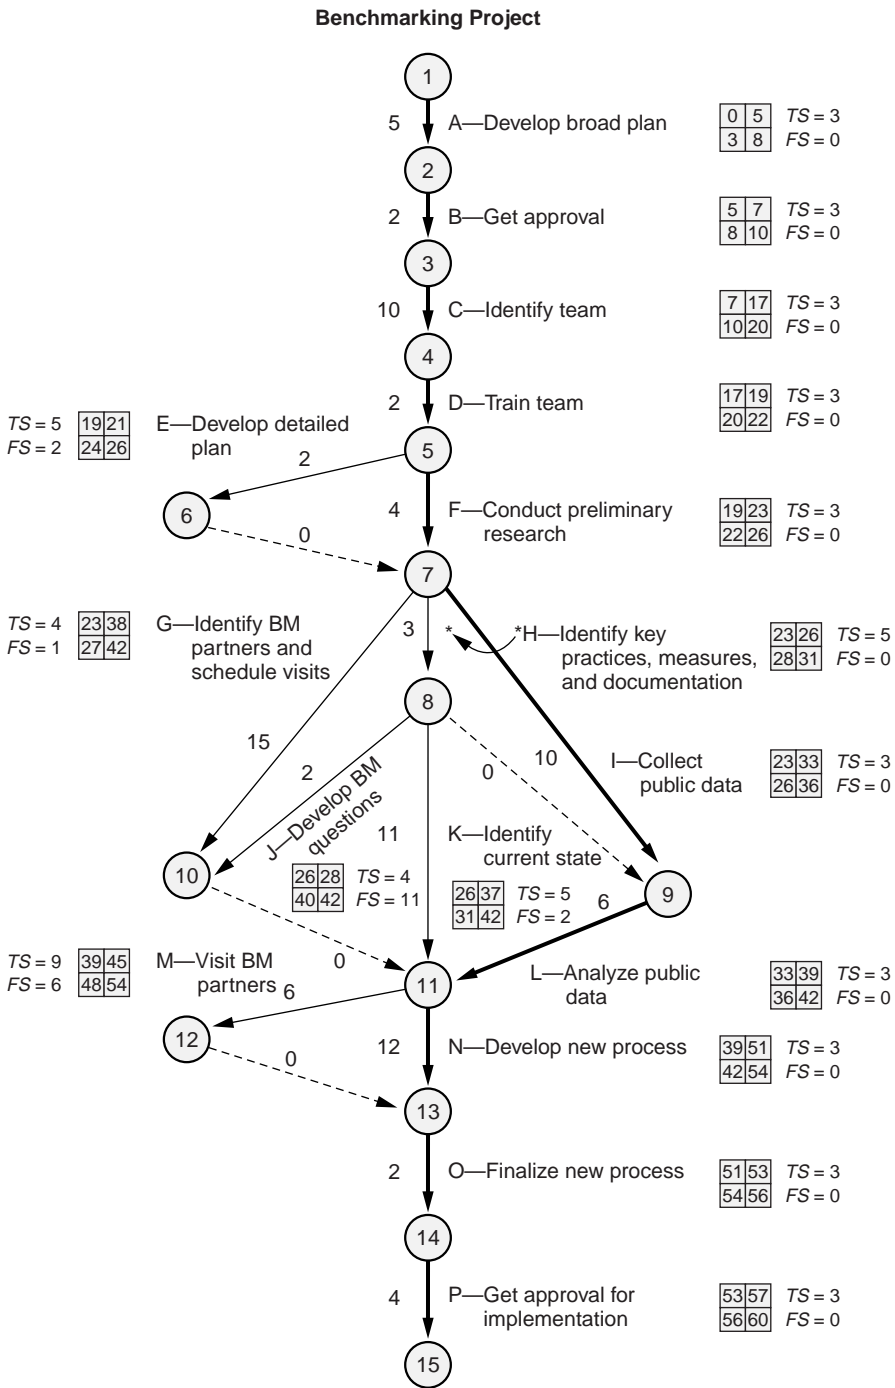 Benchmarking Project
1
5 A—Develop broad plan 0 5 TS = 3
3 8 FS = 0
2
2 B—Get approval 5 7 TS = 3
8 10 FS = 0
3
10 C—Identify team 7 17 TS = 3
10 20 FS = 0
4
2 D—Train team 17 19 TS = 3
20 22 FS = 0
TS = 5 19 21 E—Develop detailed
FS = 2 24 26 plan
5
2
6
0
4 F—Conduct preliminary 19 23 TS = 3
research 22 26 FS = 0
7
TS = 4 23 38 G—Identify BM
FS = 1 27 42 partners and
schedule visits
3 * *H—Identify key 23 26 TS = 5
practices, measures, 28 31 FS = 0
and documentation
8
15
2
0
10
I—Collect 23 33 TS = 3
public data 26 36 FS = 0
J—Develop BM
questions
26 28 TS = 4
40 42 FS = 11
11
K—Identify
current state
26 37 TS = 5
31 42 FS = 2
10
9
6
0
TS = 9 39 45 M—Visit BM
FS = 6 48 54 partners
11
L—Analyze public 33 39 TS = 3
data 36 42 FS = 0
6
12
0
12 N—Develop new process 39 51 TS = 3
42 54 FS = 0
13
2 O—Finalize new process 51 53 TS = 3
54 56 FS = 0
14
4 P—Get approval for 53 57 TS = 3
implementation 56 60 FS = 0
15